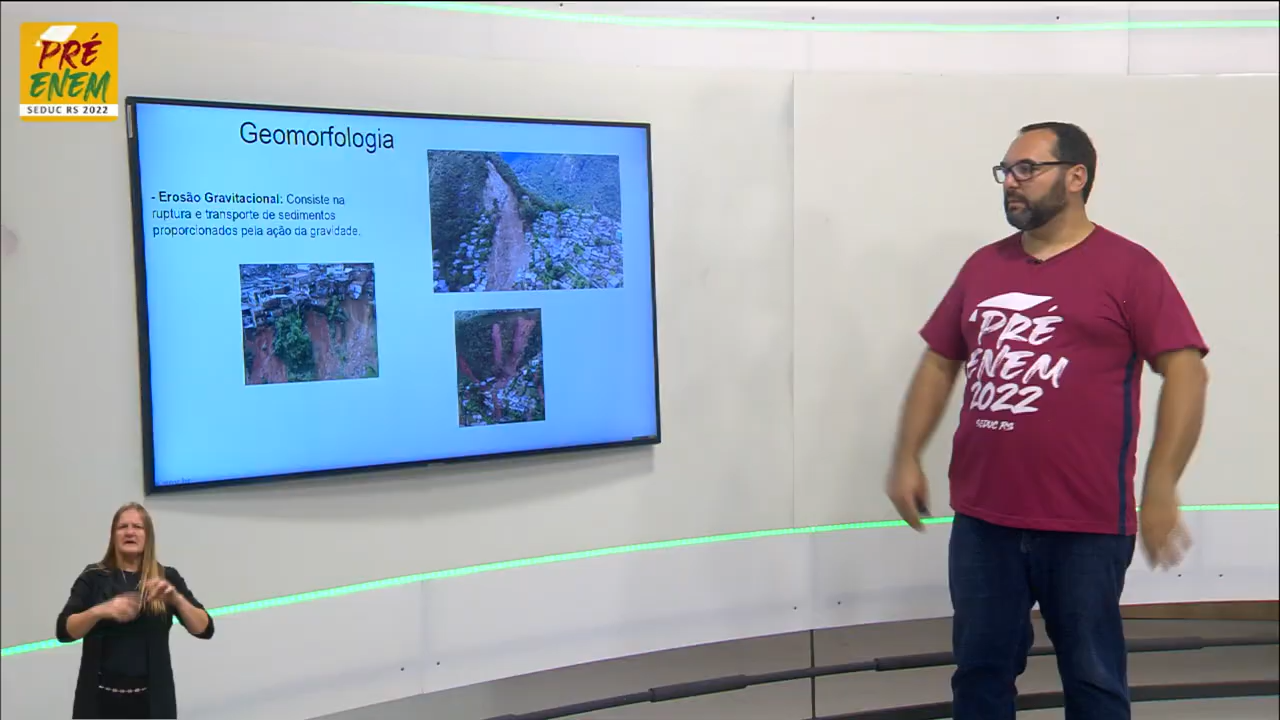 PRÉ
ENEM
SEDUC RS 2022
Geomorfologia
- Erosão Gravitacional: Consiste na
ruptura e transporte de sedimentos
proporcionados pela ação da gravidade.
PRÉ
ENEM
2022
SEDUC RS